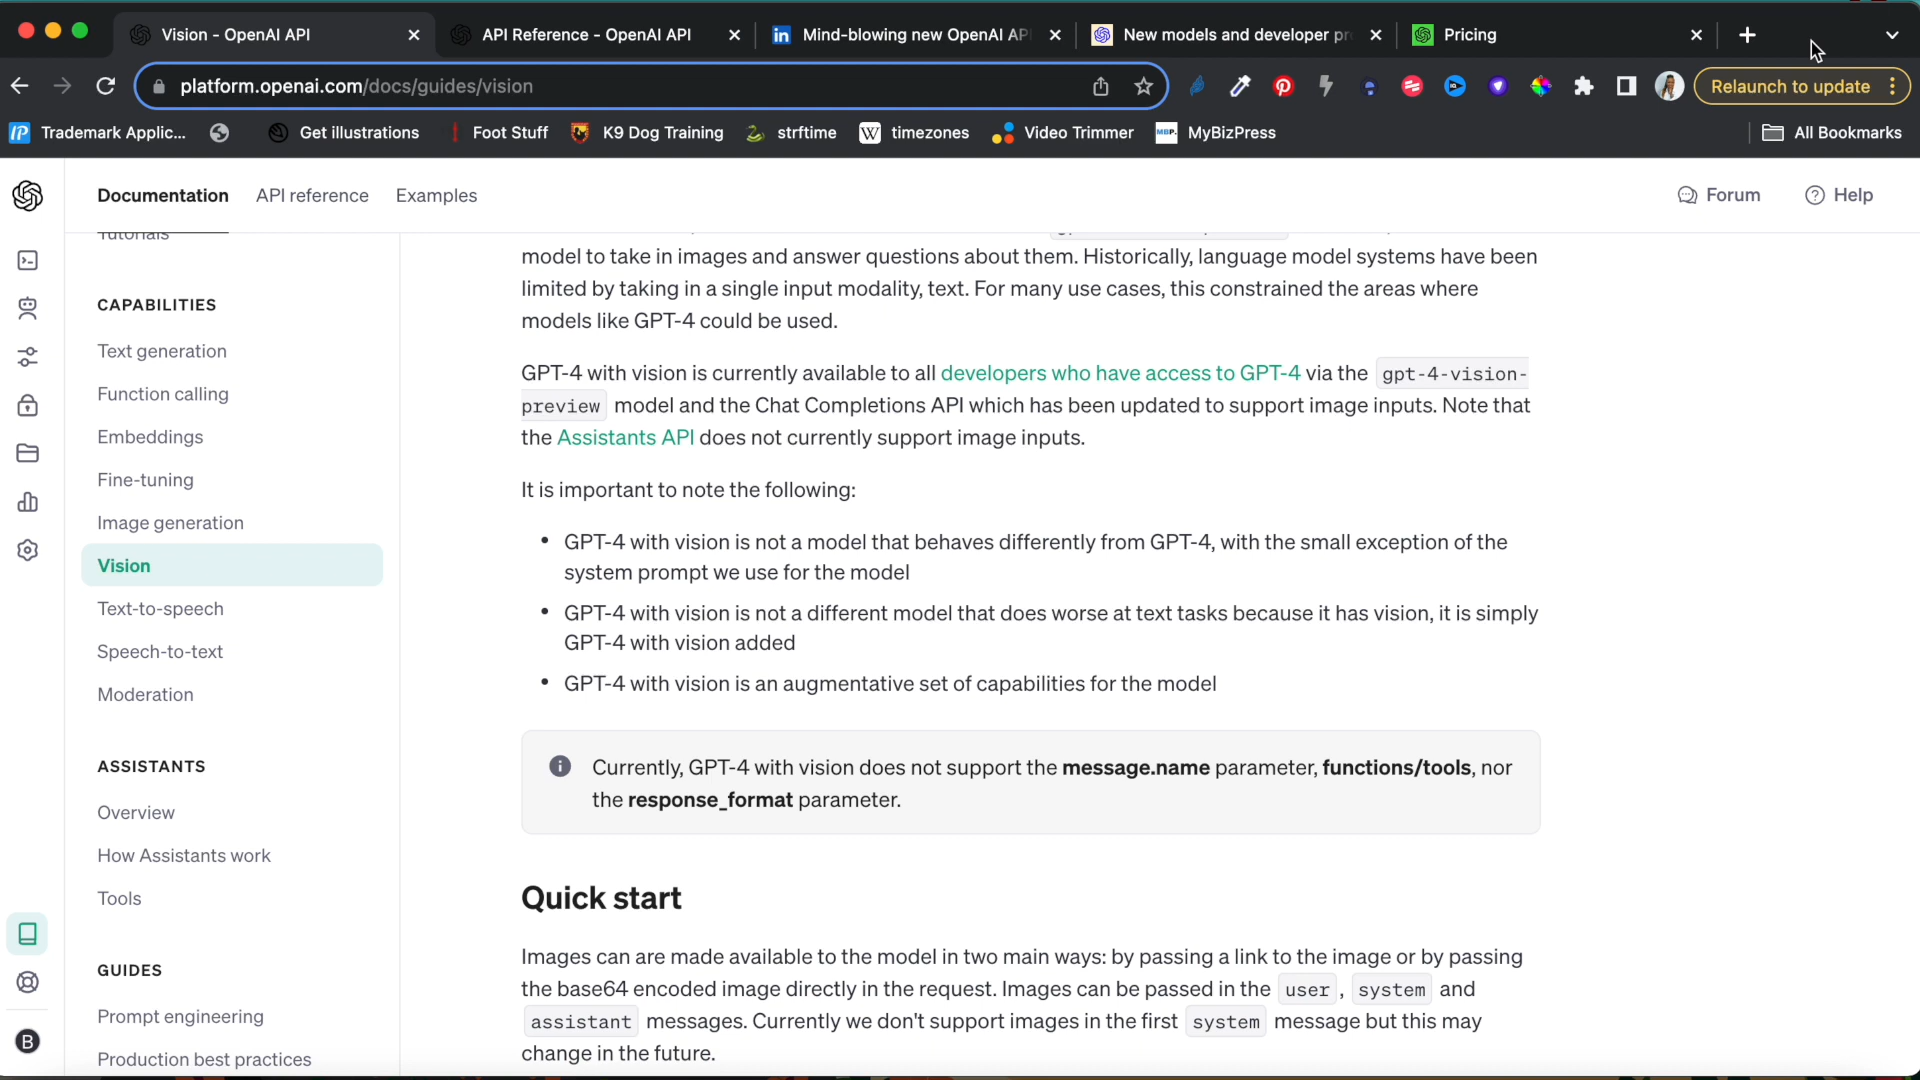 Vision - OpenAI API
API Reference - OpenAI API
Mind-blowing new OpenAI AP
New models and developer pr
Pricing
platform.openai.com/docs/guides/vision
Relaunch to update
Trademark Applic...
Get illustrations
Foot Stuff
K9 Dog Training
strftime
timezones
Video Trimmer
MyBizPress
All Bookmarks
Documentation
API reference
Examples
Forum
Help
Tutorials
CAPABILITIES
Text generation
Function calling
Embeddings
Fine-tuning
Image generation
Vision
Text-to-speech
Speech-to-text
Moderation
ASSISTANTS
Overview
How Assistants work
Tools
GUIDES
Prompt engineering
Production best practices
B
model to take in images and answer questions about them. Historically, language model systems have been
limited by taking in a single input modality, text. For many use cases, this constrained the areas where
models like GPT-4 could be used.
GPT-4 with vision is currently available to all developers who have access to GPT-4 via the gpt-4-vision-
preview model and the Chat Completions API which has been updated to support image inputs. Note that
the Assistants API does not currently support image inputs.
It is important to note the following:
• GPT-4 with vision is not a model that behaves differently from GPT-4, with the small exception of the
system prompt we use for the model
• GPT-4 with vision is not a different model that does worse at text tasks because it has vision, it is simply
GPT-4 with vision added
• GPT-4 with vision is an augmentative set of capabilities for the model
Currently, GPT-4 with vision does not support the message.name parameter, functions/tools, nor
the response_format parameter.
Quick start
Images can are made available to the model in two main ways: by passing a link to the image or by passing
the base64 encoded image directly in the request. Images can be passed in the user, system and
assistant messages. Currently we don't support images in the first system message but this may
change in the future.